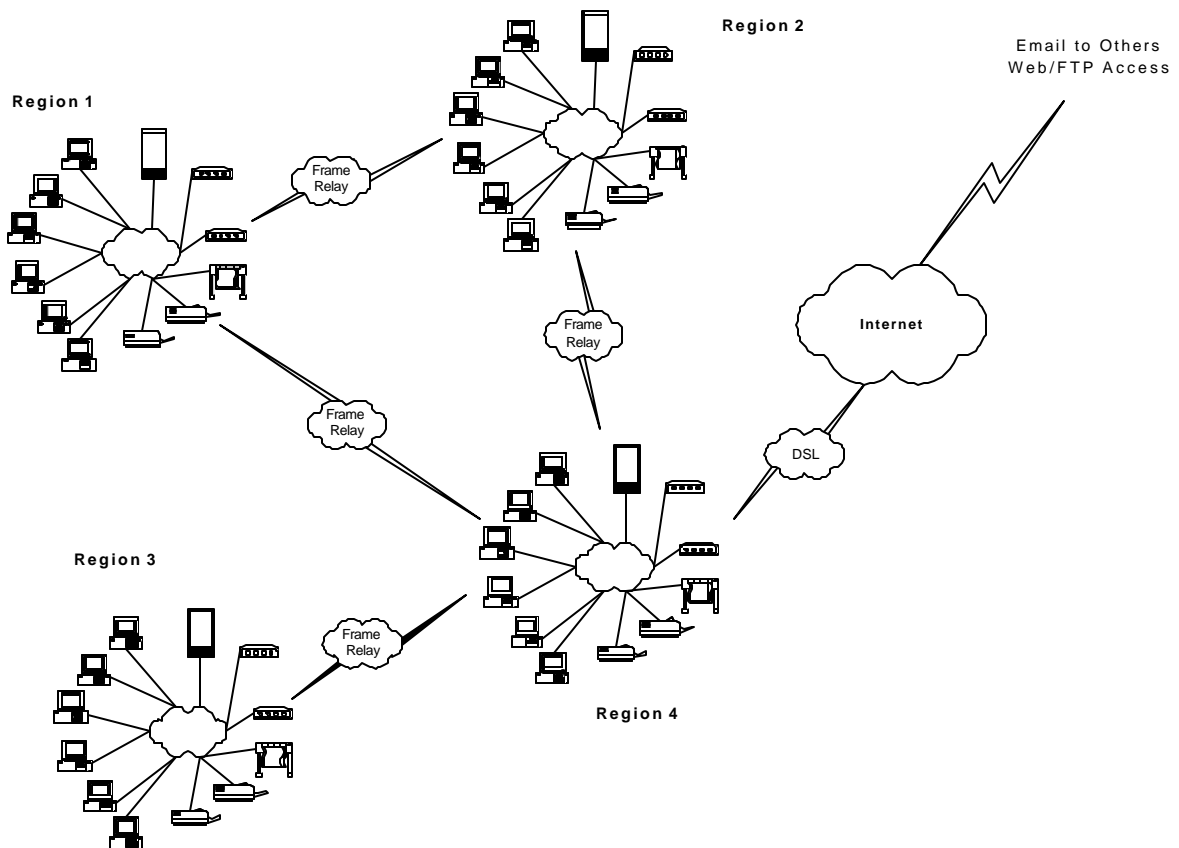 Region 2
Email to Others
Web/FTP Access
Region 1
Frame
Relay
Internet
Frame
Relay
Frame
Relay
DSL
Region 3
Frame
Relay
Region 4